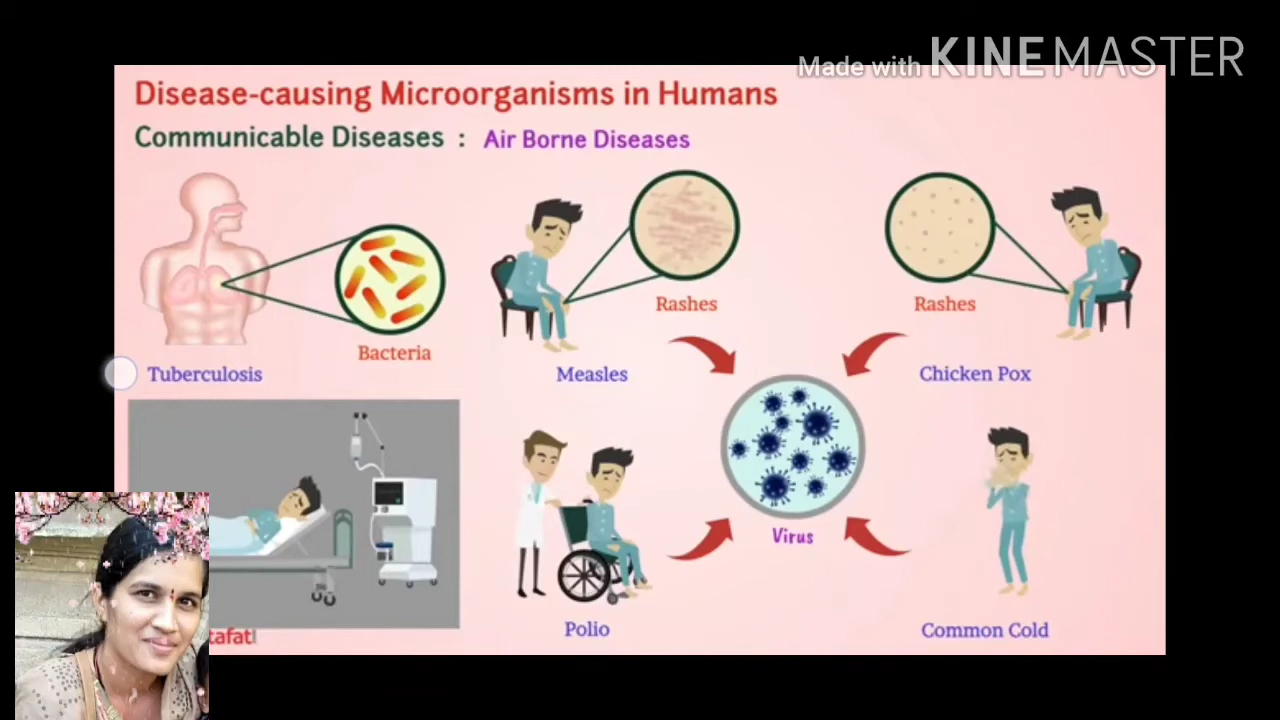 Made with KINEMASTER
Disease-causing Microorganisms in Humans
Communicable Diseases : Air Borne Diseases
Rashes
Rashes
Bacteria
Tuberculosis
Measles
Chicken Pox
Virus
Polio
Common Cold